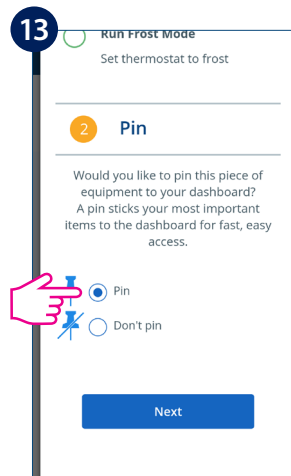 13
Run Frost Mode
Set thermostat to frost
2 Pin
Would you like to pin this piece of
equipment to your dashboard?
A pin sticks your most important
items to the dashboard for fast, easy
access.
Pin
Don't pin
Next